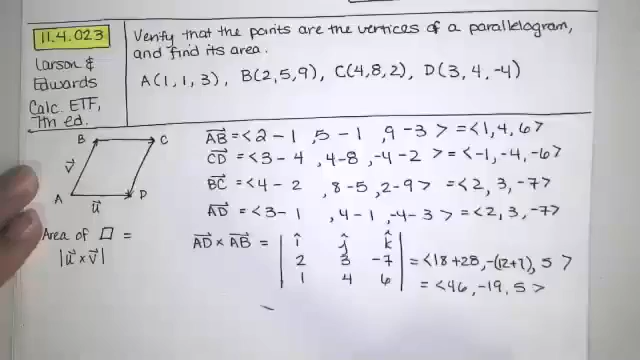 11.4.023
Larson &
Edwards
Calc. ETF,
7th ed.
Verify that the points are the vertices of a parallelogram,
and find its area.
A(1, 1, 3), B(2, 5, 9), C(4, 8, 2), D(3, 4, -4)
B C
v⃗
A D
u⃗
Area of ▱ =
|u⃗ x v⃗|
AB⃗ = <2 - 1, 5 - 1, 9 - 3> = <1, 4, 6>
CD⃗ = <3 - 4, 4 - 8, -4 - 2> = <-1, -4, -6>
BC⃗ = <4 - 2, 8 - 5, 2 - 9> = <2, 3, -7>
AD⃗ = <3 - 1, 4 - 1, -4 - 3> = <2, 3, -7>
AD⃗ x AB⃗ = | î ĵ k̂ |
2 3 -7 = <18+28, -(12+7), 5>
1 4 6 = <46, -19, 5>